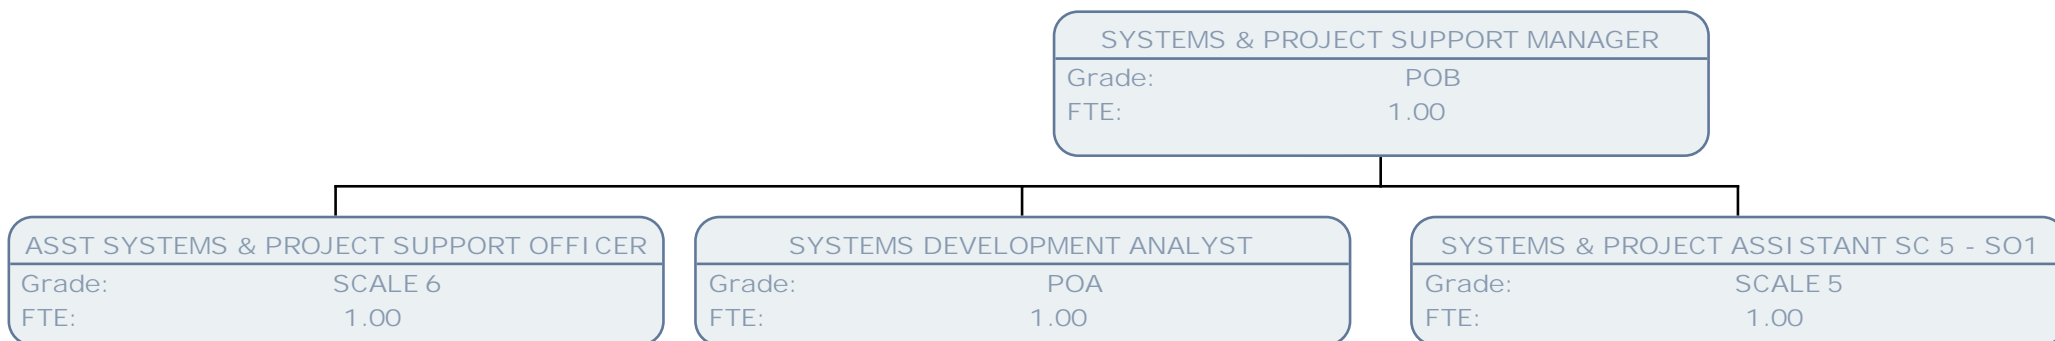 SYSTEMS & PROJECT SUPPORT MANAGER
Grade: POB
FTE: 1.00
ASST SYSTEMS & PROJECT SUPPORT OFFICER
Grade: SCALE 6
FTE: 1.00
SYSTEMS DEVELOPMENT ANALYST
Grade: POA
FTE: 1.00
SYSTEMS & PROJECT ASSISTANT SC 5 - SO1
Grade: SCALE 5
FTE: 1.00